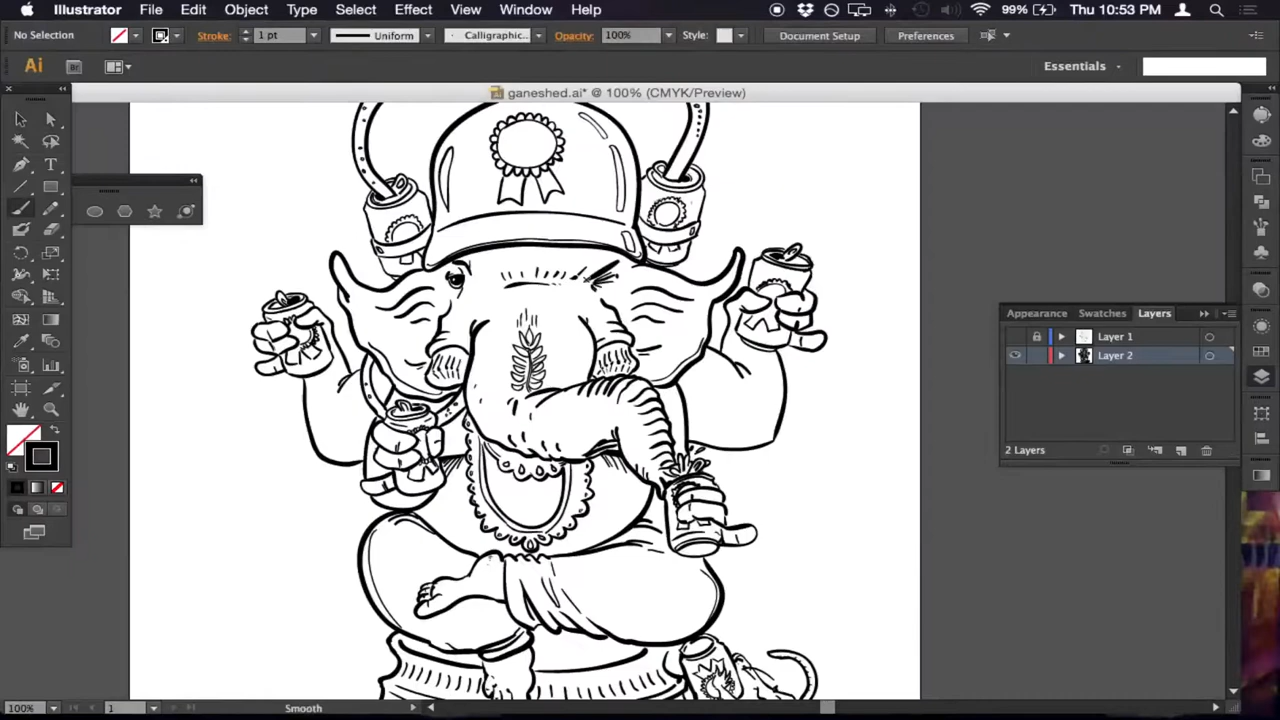 Illustrator File Edit Object Type Select Effect View Window Help 99% Thu 10:53 PM
No Selection Stroke: 1 pt Uniform Calligraphic... Opacity: 100% Style: Document Setup Preferences
Ai Br Essentials
ganeshed.ai* @ 100% (CMYK/Preview)
T
Appearance Swatches Layers
Layer 1
Layer 2
2 Layers
100% 1 Smooth